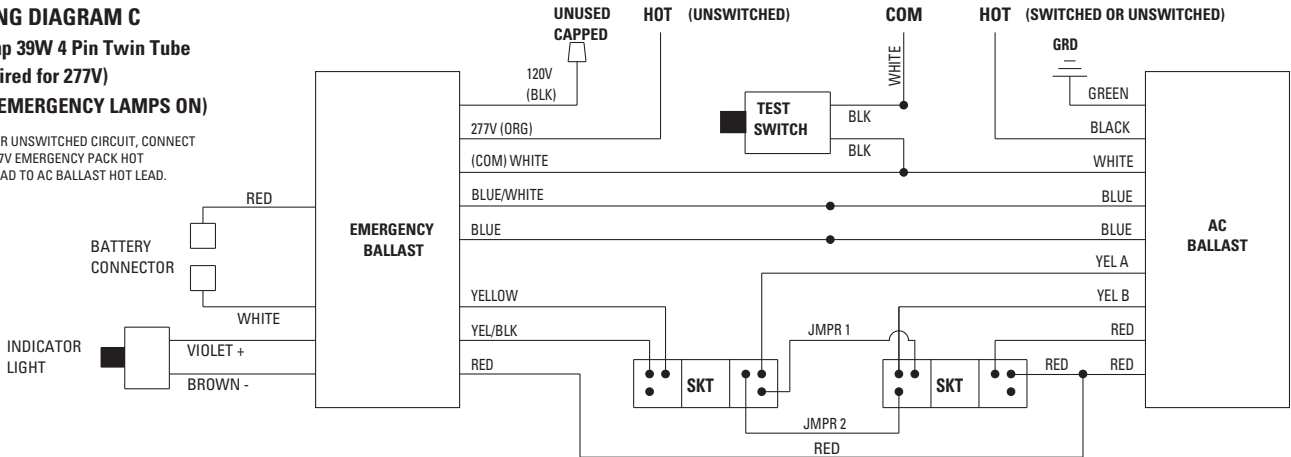 NG DIAGRAM C
p 39W 4 Pin Twin Tube
ired for 277V)
EMERGENCY LAMPS ON)
R UNSWITCHED CIRCUIT, CONNECT
7V EMERGENCY PACK HOT
AD TO AC BALLAST HOT LEAD.
UNUSED
CAPPED
HOT (UNSWITCHED)
COM
HOT (SWITCHED OR UNSWITCHED)
GRD
WHITE
120V
(BLK)
277V (ORG)
(COM) WHITE
BLUE/WHITE
BLUE
YELLOW
YEL/BLK
RED
TEST
SWITCH
BLK
BLK
GREEN
BLACK
WHITE
BLUE
BLUE
YEL A
YEL B
RED
RED
RED
AC
BALLAST
EMERGENCY
BALLAST
RED
BATTERY
CONNECTOR
WHITE
INDICATOR
LIGHT
VIOLET +
BROWN -
JMPR 1
SKT
SKT
JMPR 2
RED